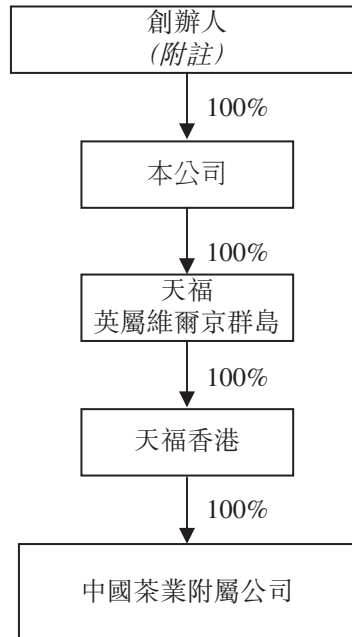 創辦人
(附註)
100%
本公司
100%
天福
英屬維爾京群島
100%
天福香港
100%
中國茶業附屬公司